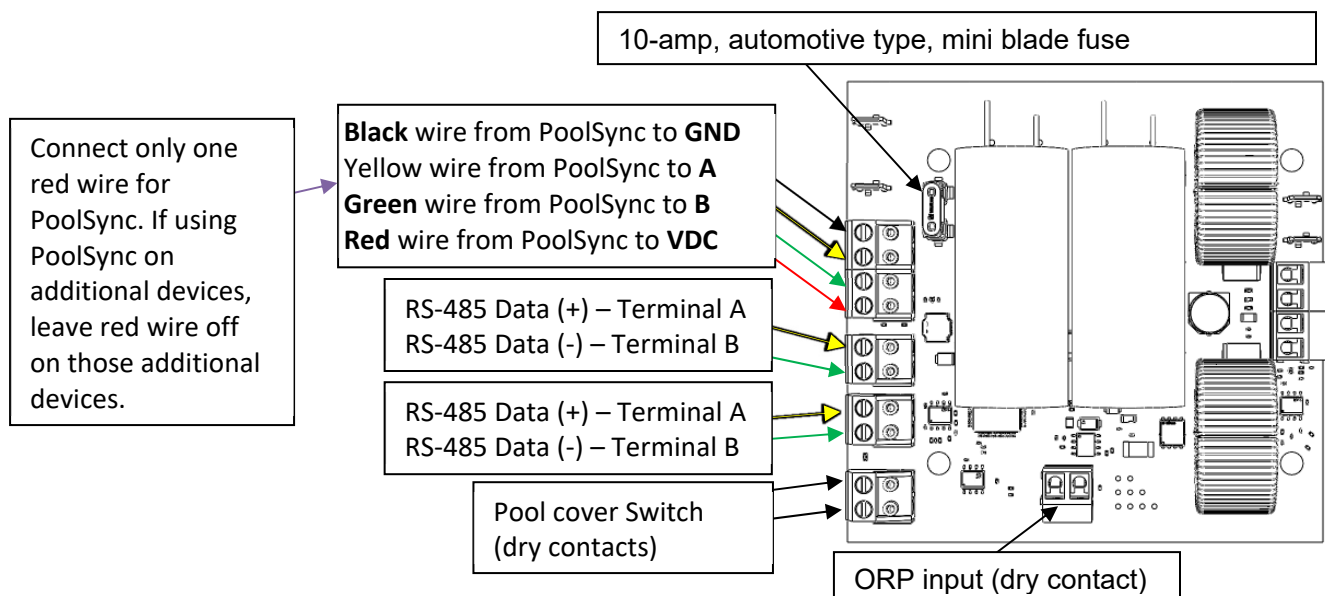 10-amp, automotive type, mini blade fuse
Connect only one
red wire for
PoolSync. If using
PoolSync on
additional devices,
leave red wire off
on those additional
devices.
Black wire from PoolSync to GND
Yellow wire from PoolSync to A
Green wire from PoolSync to B
Red wire from PoolSync to VDC
RS-485 Data (+) – Terminal A
RS-485 Data (-) – Terminal B
RS-485 Data (+) – Terminal A
RS-485 Data (-) – Terminal B
Pool cover Switch
(dry contacts)
ORP input (dry contact)